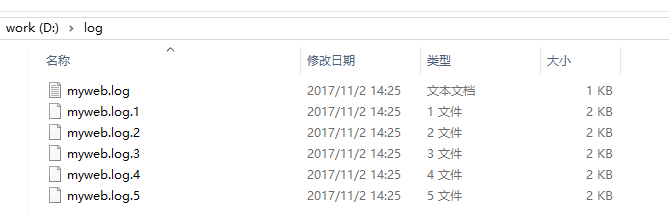 work (D:) > log
名称 修改日期 类型 大小
myweb.log 2017/11/2 14:25 文本文档 1 KB
myweb.log.1 2017/11/2 14:25 1 文件 2 KB
myweb.log.2 2017/11/2 14:25 2 文件 2 KB
myweb.log.3 2017/11/2 14:25 3 文件 2 KB
myweb.log.4 2017/11/2 14:25 4 文件 2 KB
myweb.log.5 2017/11/2 14:25 5 文件 2 KB